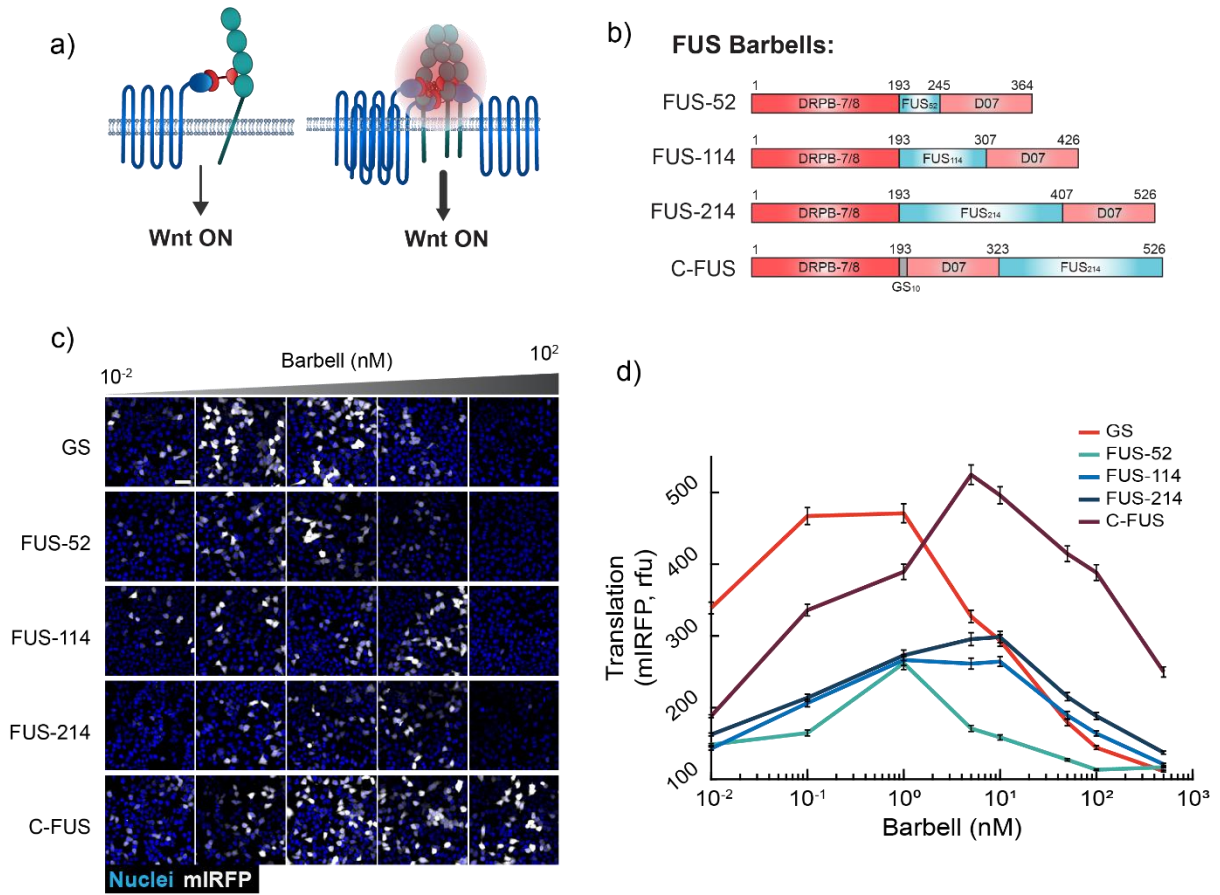 a)
Wnt ON
Wnt ON
b)
FUS Barbells:
FUS-52
1 193 245 364
DRPB-7/8 FUS₅₂ D07
FUS-114
1 193 307 426
DRPB-7/8 FUS₁₁₄ D07
FUS-214
1 193 407 526
DRPB-7/8 FUS₂₁₄ D07
C-FUS
1 193 323 526
DRPB-7/8 D07 FUS₂₁₄
GS₁₀
c)
Barbell (nM)
10⁻² 10²
GS
FUS-52
FUS-114
FUS-214
C-FUS
Nuclei mIRFP
d)
GS
FUS-52
FUS-114
FUS-214
C-FUS
Translation
(mIRFP, rfu)
500
400
300
200
100
10⁻² 10⁻¹ 10⁰ 10¹ 10² 10³
Barbell (nM)